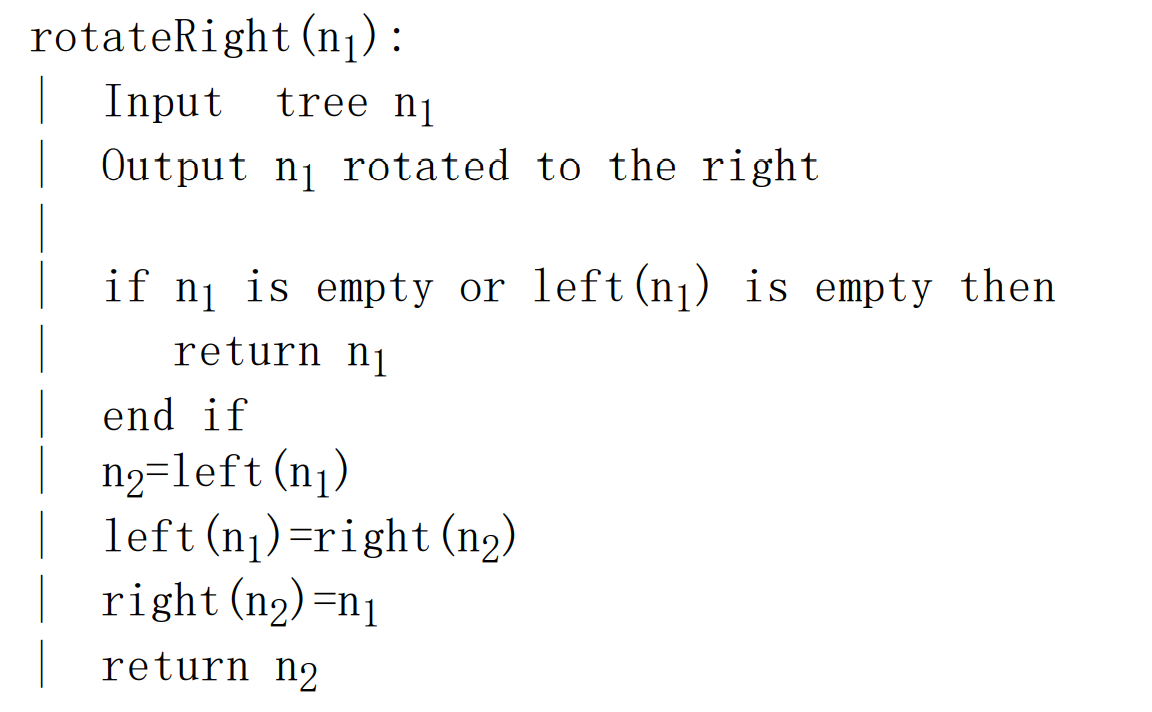 rotateRight(n₁):
|  Input  tree n₁
|  Output n₁ rotated to the right
|
|  if n₁ is empty or left(n₁) is empty then
|     return n₁
|  end if
|  n₂=left(n₁)
|  left(n₁)=right(n₂)
|  right(n₂)=n₁
|  return n₂